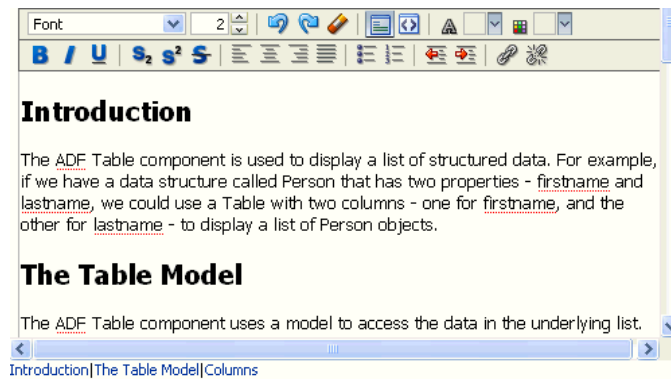 Font 2
B I U S2 S² S
Introduction
The ADF Table component is used to display a list of structured data. For example,
if we have a data structure called Person that has two properties - firstname and
lastname, we could use a Table with two columns - one for firstname, and the
other for lastname - to display a list of Person objects.
The Table Model
The ADF Table component uses a model to access the data in the underlying list.
Introduction|The Table Model|Columns